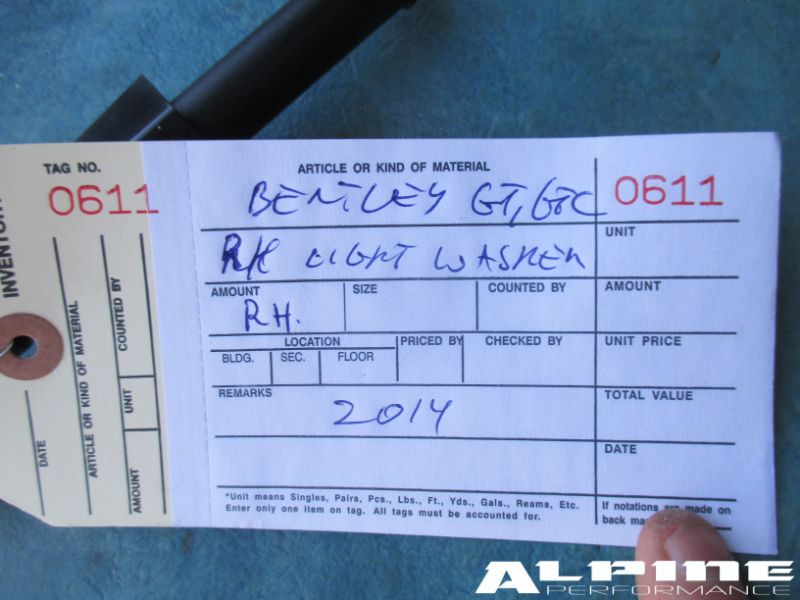 TAG NO.
0611
INVENTOR
COUNTED BY
ARTICLE OR KIND OF MATERIAL
UNIT
DATE
AMOUNT
ARTICLE OR KIND OF MATERIAL
BENTLEY GT, GTC
0611
R/H LIGHT WASHER
UNIT
AMOUNT
SIZE
COUNTED BY
AMOUNT
RH.
LOCATION
PRICED BY
CHECKED BY
UNIT PRICE
BLDG.
SEC.
FLOOR
REMARKS
2014
TOTAL VALUE
DATE
*Unit means Singles, Pairs, Pcs., Lbs., Ft., Yds., Gals., Reams, Etc.
Enter only one item on tag. All tags must be accounted for.
If notations are made on
back
ALPINE
PERFORMANCE